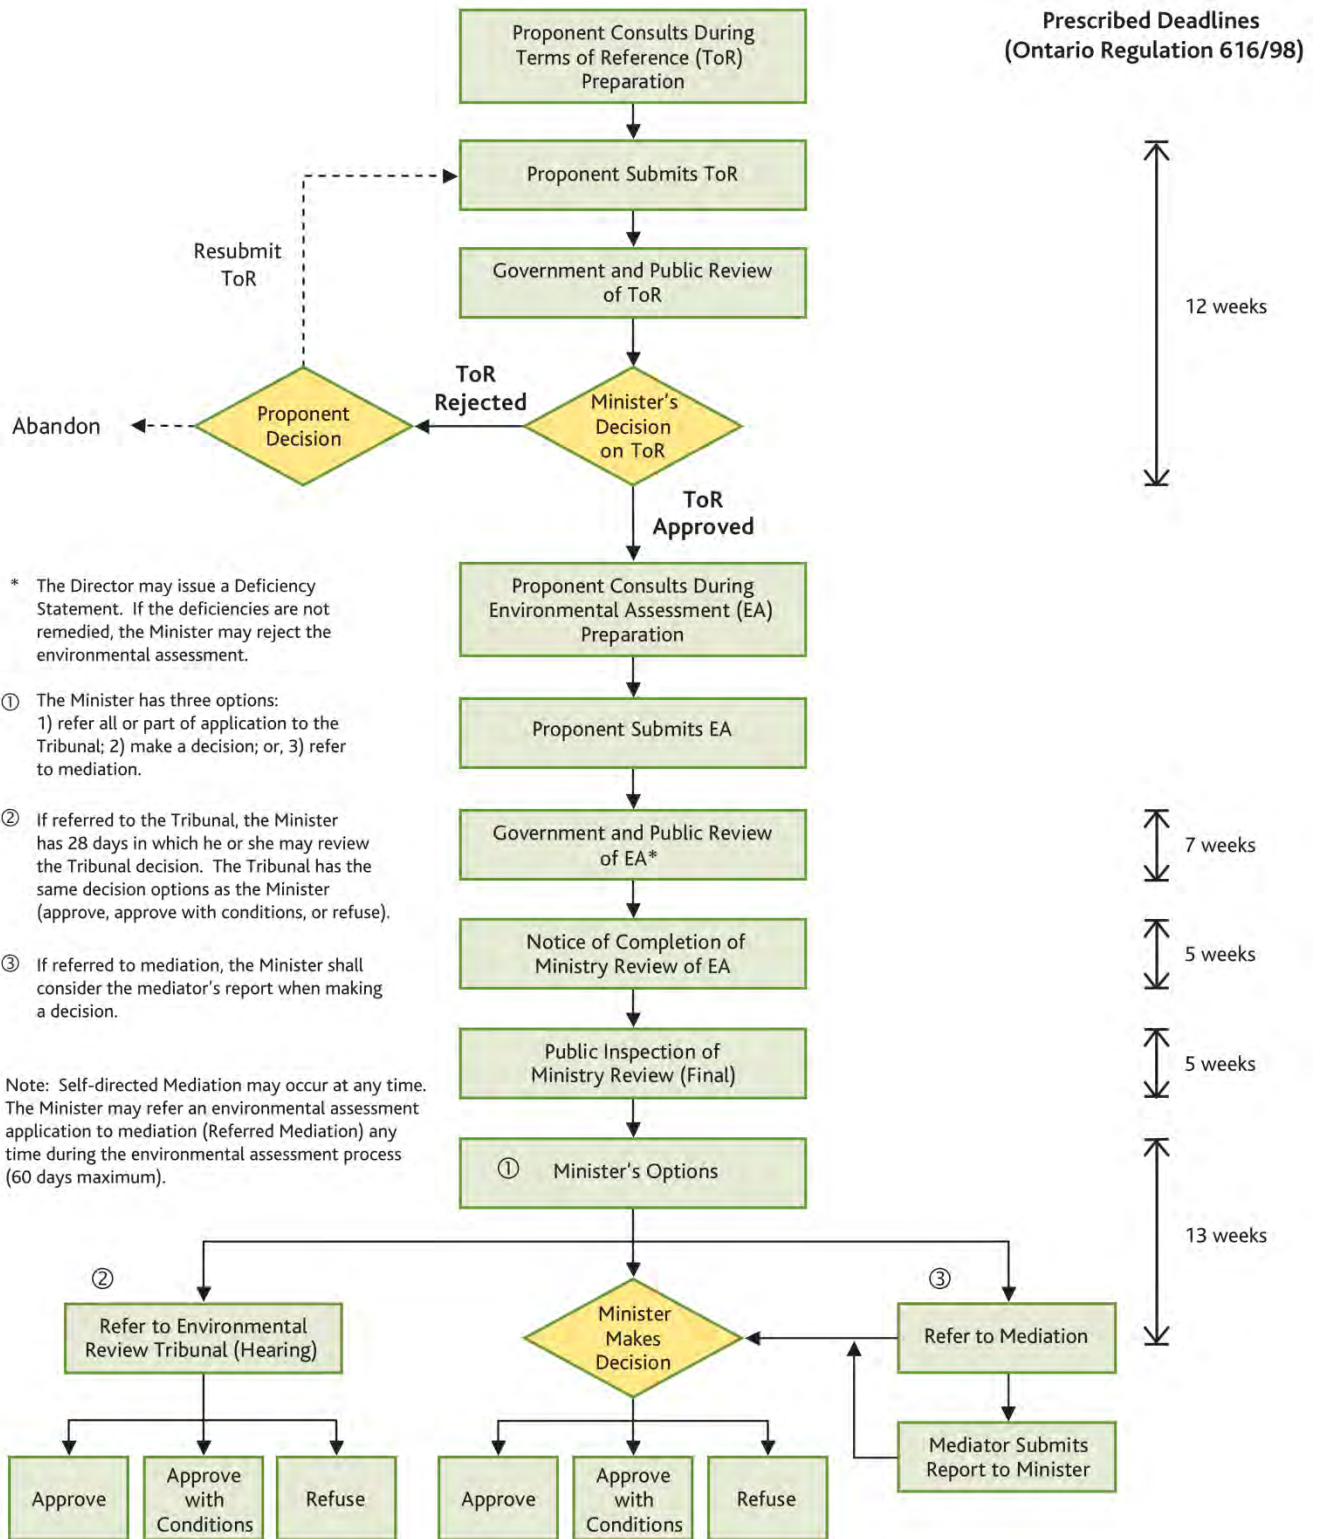 Prescribed Deadlines
(Ontario Regulation 616/98)
Proponent Consults During
Terms of Reference (ToR)
Preparation
Proponent Submits ToR
Resubmit
ToR
Government and Public Review
of ToR
12 weeks
Abandon
Proponent
Decision
ToR
Rejected
Minister's
Decision
on ToR
ToR
Approved
* The Director may issue a Deficiency
Statement. If the deficiencies are not
remedied, the Minister may reject the
environmental assessment.
Proponent Consults During
Environmental Assessment (EA)
Preparation
① The Minister has three options:
1) refer all or part of application to the
Tribunal; 2) make a decision; or, 3) refer
to mediation.
Proponent Submits EA
② If referred to the Tribunal, the Minister
has 28 days in which he or she may review
the Tribunal decision. The Tribunal has the
same decision options as the Minister
(approve, approve with conditions, or refuse).
Government and Public Review
of EA*
7 weeks
Notice of Completion of
Ministry Review of EA
5 weeks
③ If referred to mediation, the Minister shall
consider the mediator's report when making
a decision.
Public Inspection of
Ministry Review (Final)
5 weeks
Note: Self-directed Mediation may occur at any time.
The Minister may refer an environmental assessment
application to mediation (Referred Mediation) any
time during the environmental assessment process
(60 days maximum).
① Minister's Options
13 weeks
②
Refer to Environmental
Review Tribunal (Hearing)
Minister
Makes
Decision
③
Refer to Mediation
Mediator Submits
Report to Minister
Approve
Approve
with
Conditions
Refuse
Approve
Approve
with
Conditions
Refuse